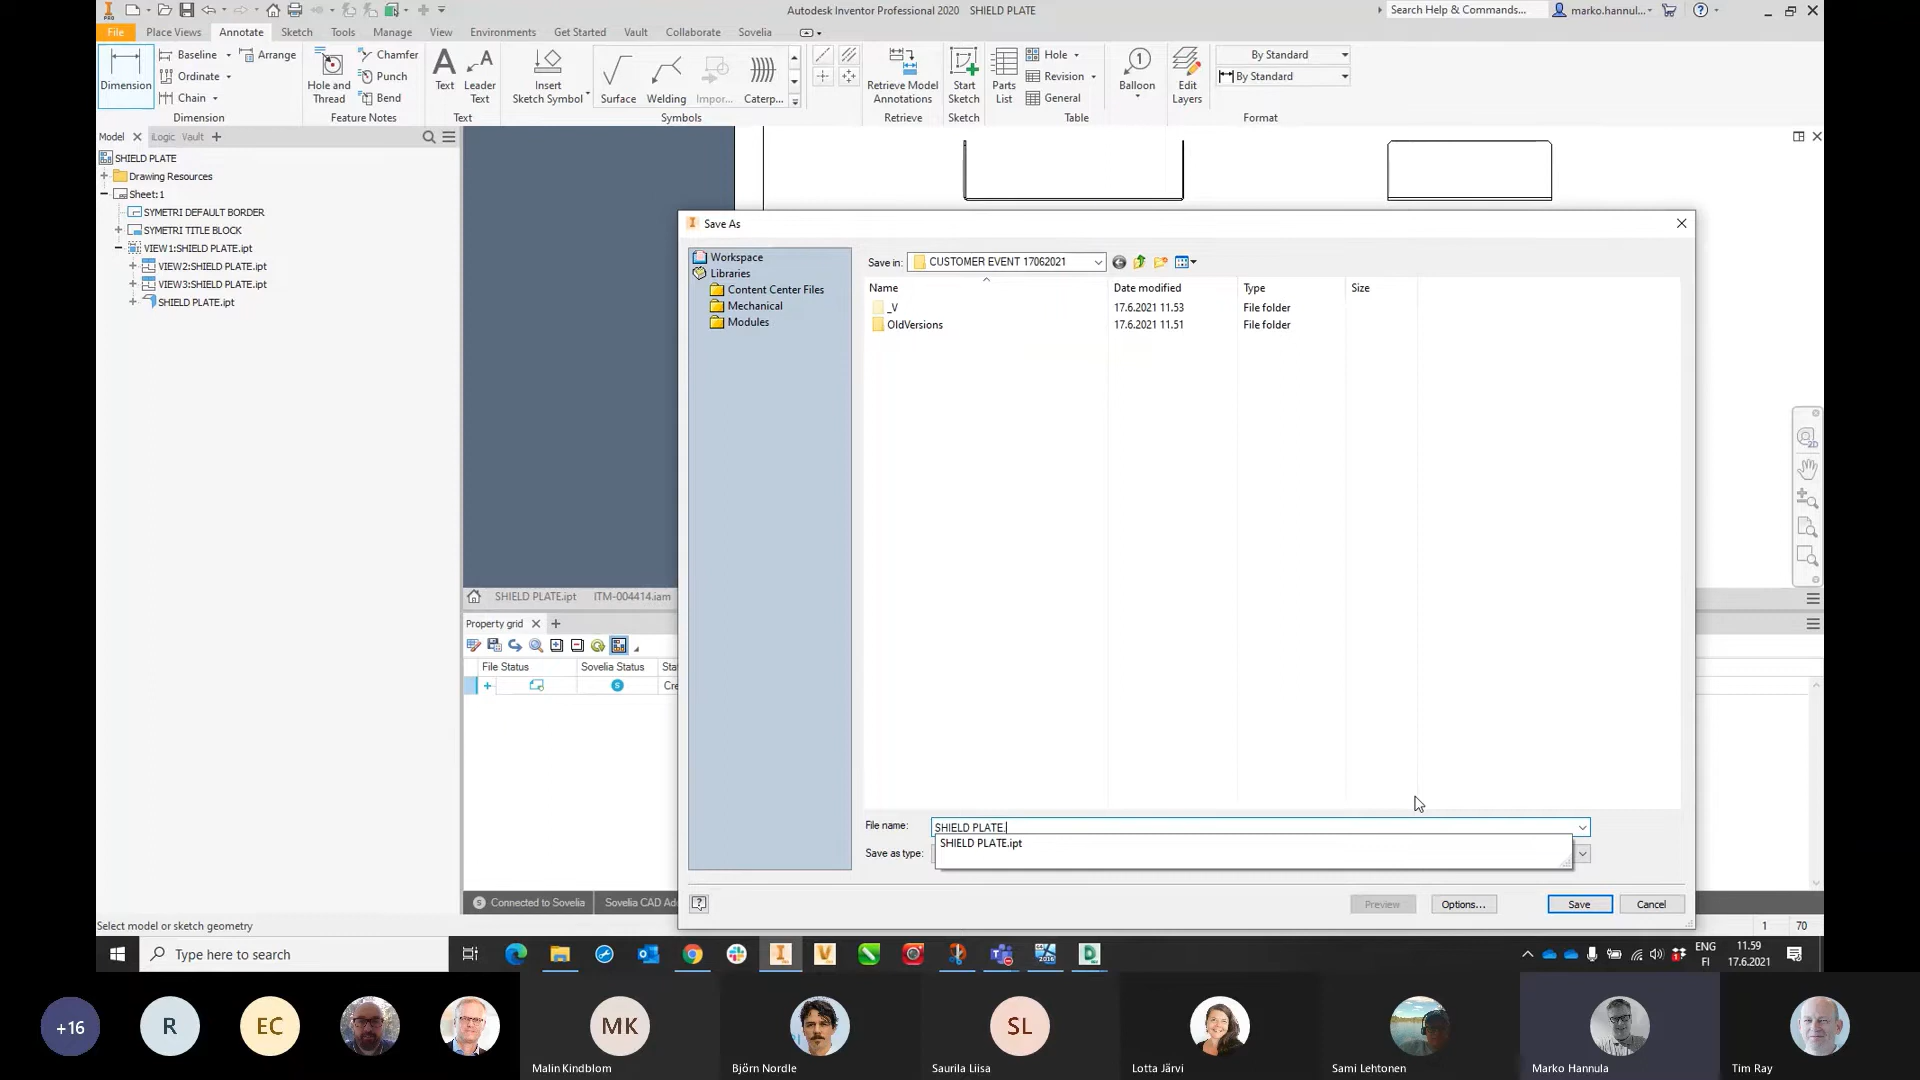 Autodesk Inventor Professional 2020 SHIELD PLATE
Search Help & Commands...
marko.hannul...
PRO
File Place Views Annotate Sketch Tools Manage View Environments Get Started Vault Collaborate Sovelia
Dimension
Baseline
Ordinate
Chain
Arrange
Dimension
Hole and Thread
Chamfer
Punch
Bend
Feature Notes
Text
Leader Text
Text
Insert Sketch Symbol
Surface
Welding
Impor...
Caterp...
Symbols
Retrieve Model Annotations
Retrieve
Start Sketch
Sketch
Parts List
Hole
Revision
General
Table
Balloon
1
Edit Layers
By Standard
By Standard
Format
Model iLogic Vault
SHIELD PLATE
Drawing Resources
Sheet:1
SYMETRI DEFAULT BORDER
SYMETRI TITLE BLOCK
VIEW1:SHIELD PLATE.ipt
VIEW2:SHIELD PLATE.ipt
VIEW3:SHIELD PLATE.ipt
SHIELD PLATE.ipt
Save As
Workspace
Libraries
Content Center Files
Mechanical
Modules
Save in: CUSTOMER EVENT 17062021
Name Date modified Type Size
_V 17.6.2021 11.53 File folder
OldVersions 17.6.2021 11.51 File folder
File name: SHIELD PLATE.
SHIELD PLATE.ipt
Save as type:
Preview Options... Save Cancel
2D
SHIELD PLATE.ipt ITM-004414.iam
Property grid
File Status Sovelia Status Sta
Cre
Connected to Sovelia Sovelia CAD Ad
Select model or sketch geometry
1 70
Type here to search
2016
ENG
FI
11.59
17.6.2021
+16
R
EC
MK
Malin Kindblom
Björn Nordle
SL
Saurila Liisa
Lotta Järvi
Sami Lehtonen
Marko Hannula
Tim Ray